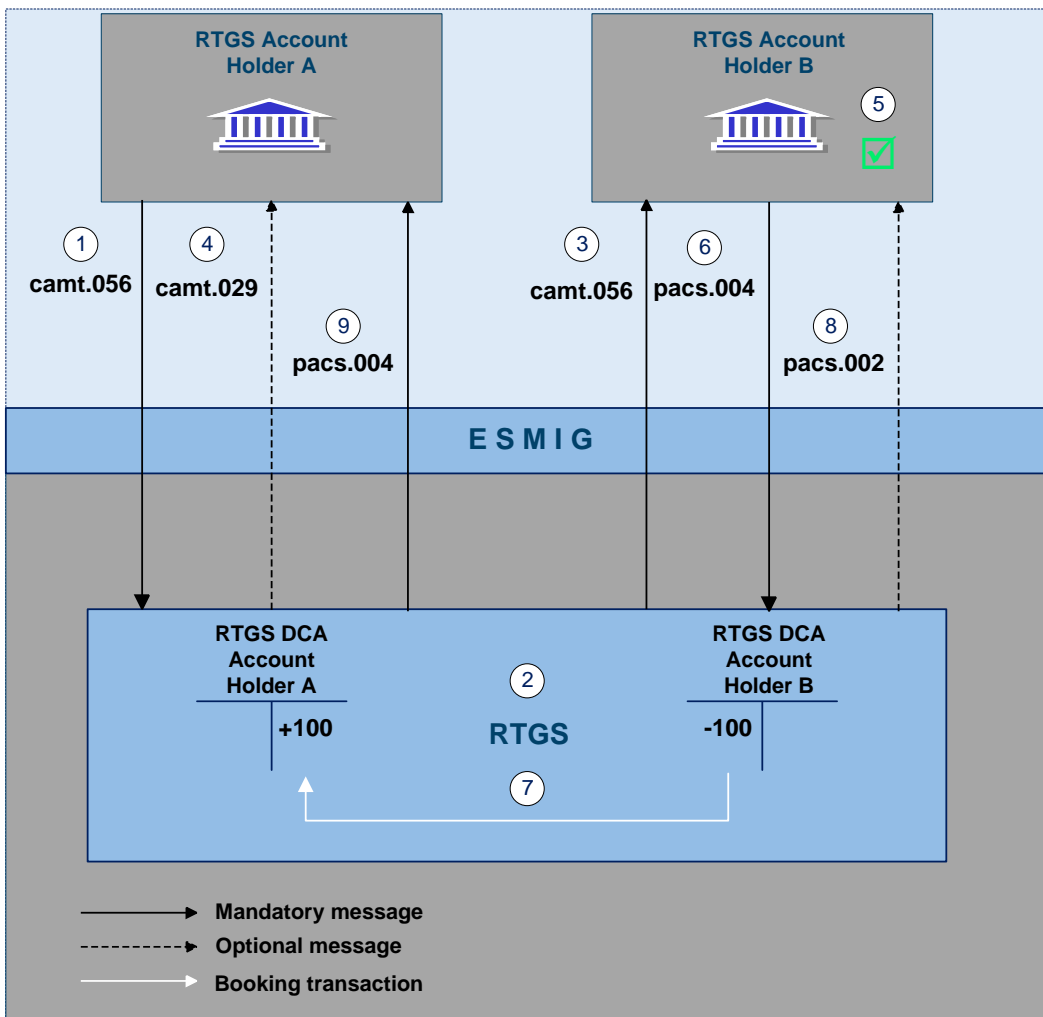 RTGS Account
Holder A
RTGS Account
Holder B
5
1
camt.056
4
camt.029
9
pacs.004
3
camt.056
6
pacs.004
8
pacs.002
E S M I G
RTGS DCA
Account
Holder A
+100
2
RTGS
7
RTGS DCA
Account
Holder B
-100
Mandatory message
Optional message
Booking transaction